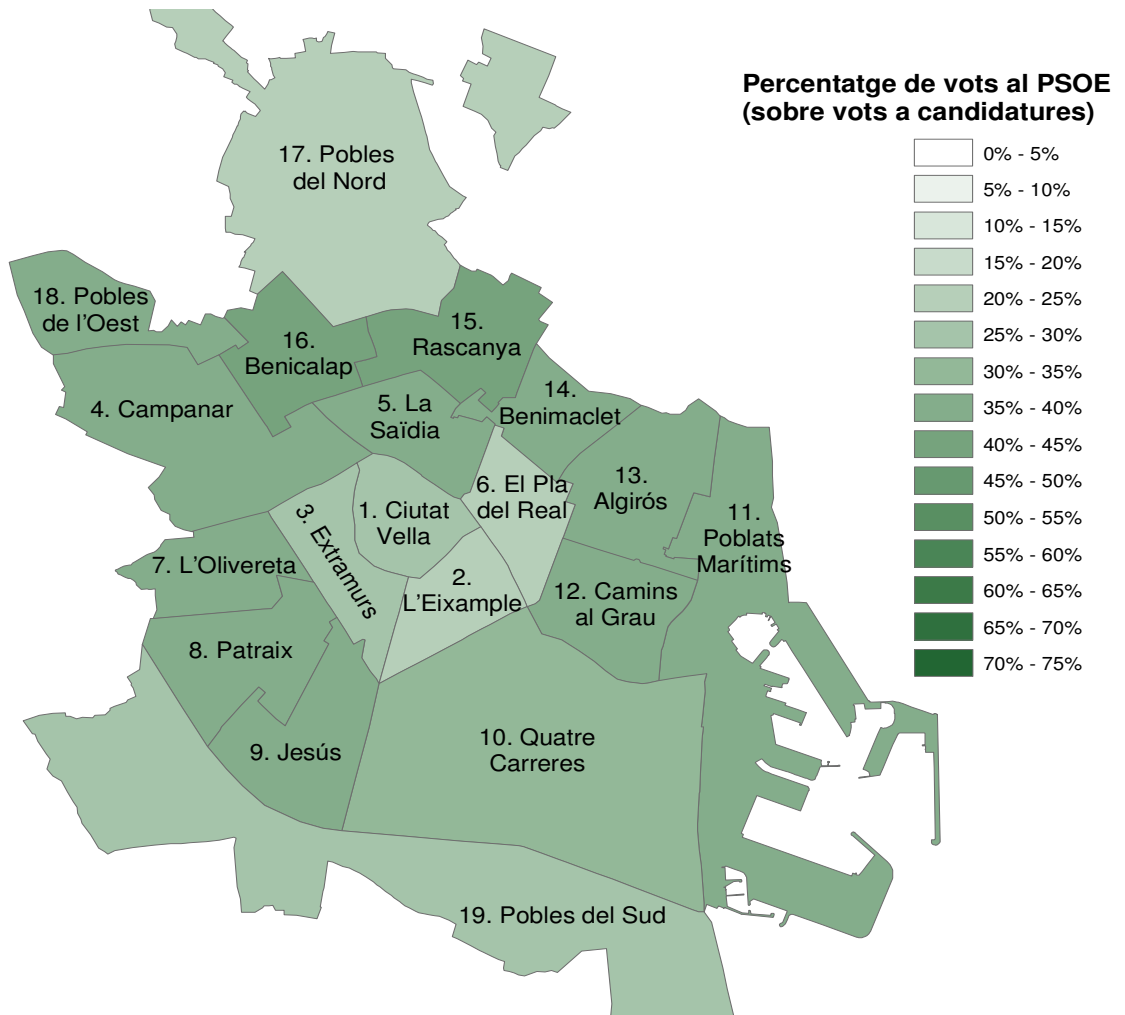 Percentatge de vots al PSOE
(sobre vots a candidatures)
0% - 5%
5% - 10%
10% - 15%
15% - 20%
20% - 25%
25% - 30%
30% - 35%
35% - 40%
40% - 45%
45% - 50%
50% - 55%
55% - 60%
60% - 65%
65% - 70%
70% - 75%
17. Pobles
del Nord
18. Pobles
de l'Oest
16.
Benicalap
15.
Rascanya
4. Campanar
5. La
Saïdia
14.
Benimaclet
6. El Pla
del Real
13.
Algirós
3. Extramurs
1. Ciutat
Vella
11.
Poblats
Marítims
7. L'Olivereta
2.
L'Eixample
12. Camins
al Grau
8. Patraix
9. Jesús
10. Quatre
Carreres
19. Pobles del Sud